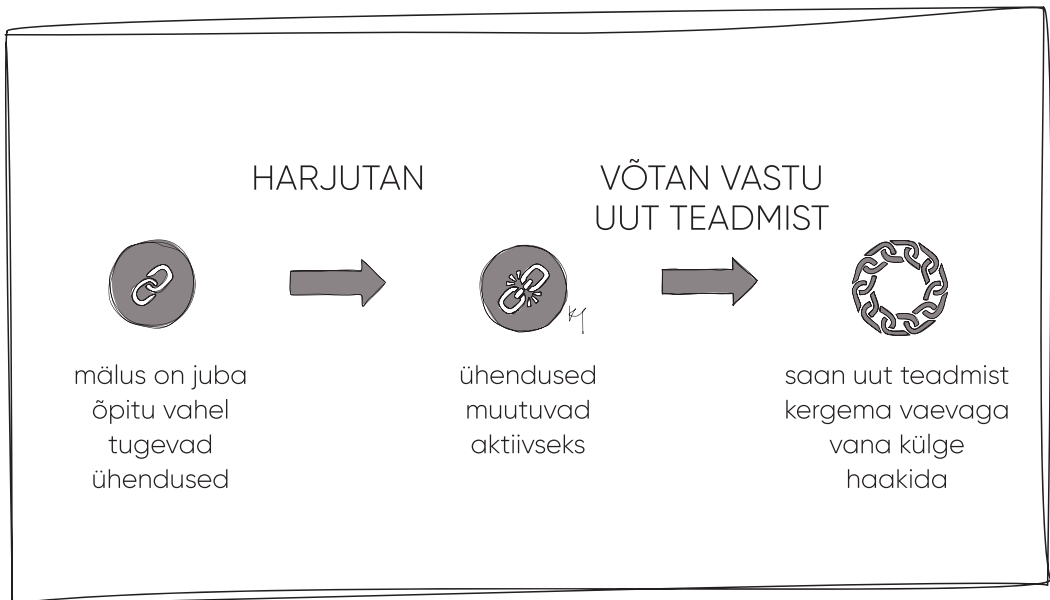 HARJUTAN
VÕTAN VASTU
UUT TEADMIST
mälus on juba
õpitu vahel
tugevad
ühendused
ühendused
muutuvad
aktiivseks
saan uut teadmist
kergema vaevaga
vana külge
haakida